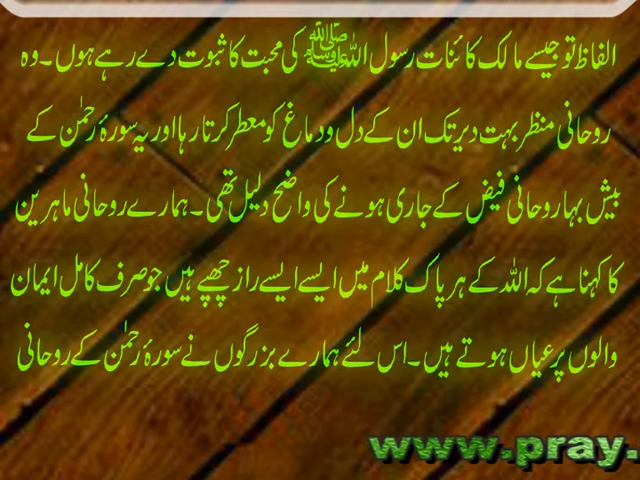 الفاظ تو جیسے مالک کائنات رسول اللہ ﷺ کی محبت کا ثبوت دے رہے ہوں۔ وہ
روحانی منظر بہت دیر تک ان کے دل و دماغ کو معطر کرتا رہا اور یہ سورۂ رحمٰن کے
بیش بہا روحانی فیض کے جاری ہونے کی واضح دلیل تھی۔ ہمارے روحانی ماہرین
کا کہنا ہے کہ اللہ کے ہر پاک کلام میں ایسے ایسے راز چھپے ہیں جو صرف کامل ایمان
والوں پر عیاں ہوتے ہیں۔ اس لئے ہمارے بزرگوں نے سورۂ رحمٰن کے روحانی
www.pray.